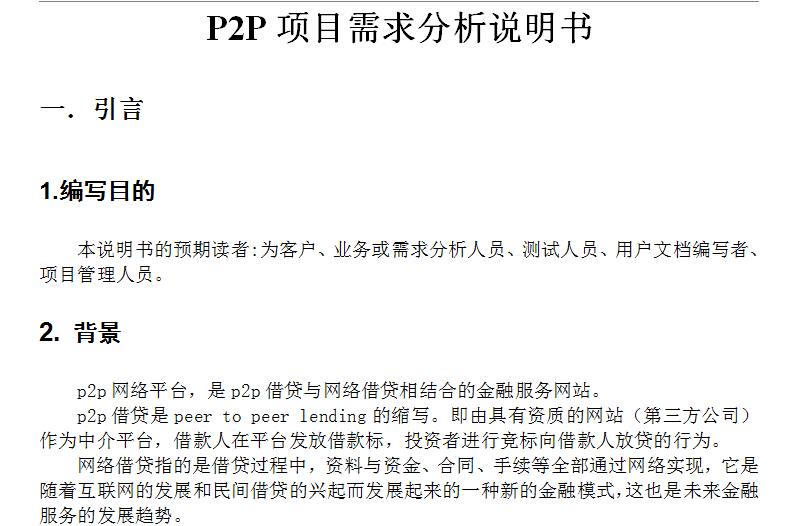 P2P 项目需求分析说明书
一．引言
1.编写目的
本说明书的预期读者:为客户、业务或需求分析人员、测试人员、用户文档编写者、
项目管理人员。
2. 背景
p2p 网络平台，是 p2p 借贷与网络借贷相结合的金融服务网站。
p2p 借贷是 peer to peer lending 的缩写。即由具有资质的网站（第三方公司）
作为中介平台，借款人在平台发放借款标，投资者进行竞标向借款人放贷的行为。
网络借贷指的是借贷过程中，资料与资金、合同、手续等全部通过网络实现，它是
随着互联网的发展和民间借贷的兴起而发展起来的一种新的金融模式，这也是未来金融
服务的发展趋势。